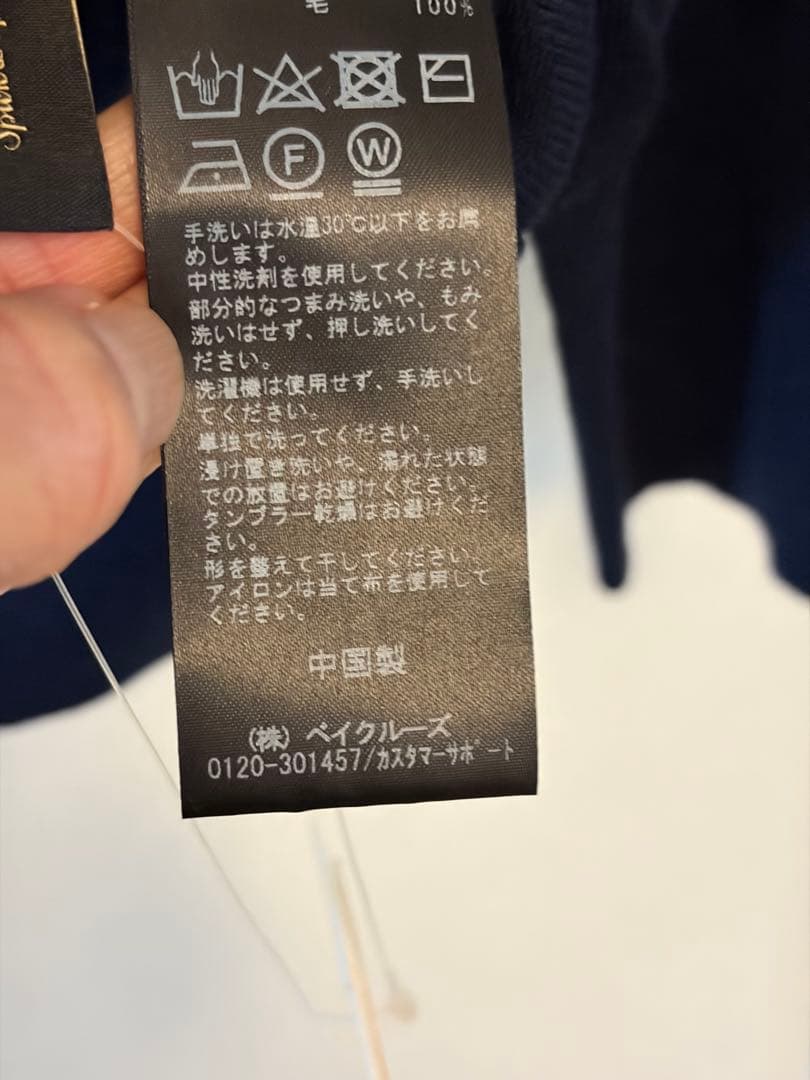 毛 100%
F W
手洗いは水温30℃以下をお薦
めします。
中性洗剤を使用してください。
部分的なつまみ洗いや、もみ
洗いはせず、押し洗いしてく
ださい。
洗濯機は使用せず、手洗いし
てください。
単独で洗ってください。
浸け置き洗いや、濡れた状態
での放置はお避けください。
タンブラー乾燥はお避けくだ
さい。
形を整えて干してください。
アイロンは当て布を使用して
ください。
中国製
(株) ベイクルーズ
0120-301457/カスタマーサポート